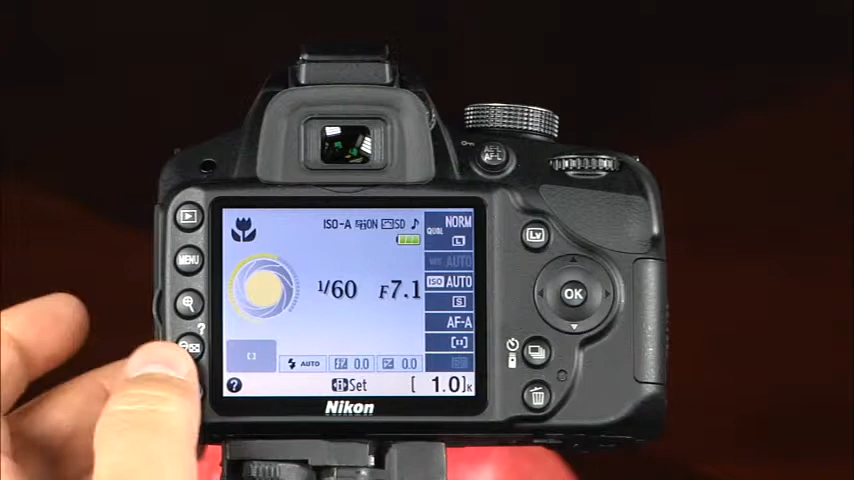 AE-L
AF-L
MENU
Lv
OK
?
ISO-A ON SD
NORM
QUAL L
AUTO
ISO AUTO
S
AF-A
1/60 F7.1
AUTO 0.0 0.0
? i Set [ 1.0]K
Nikon